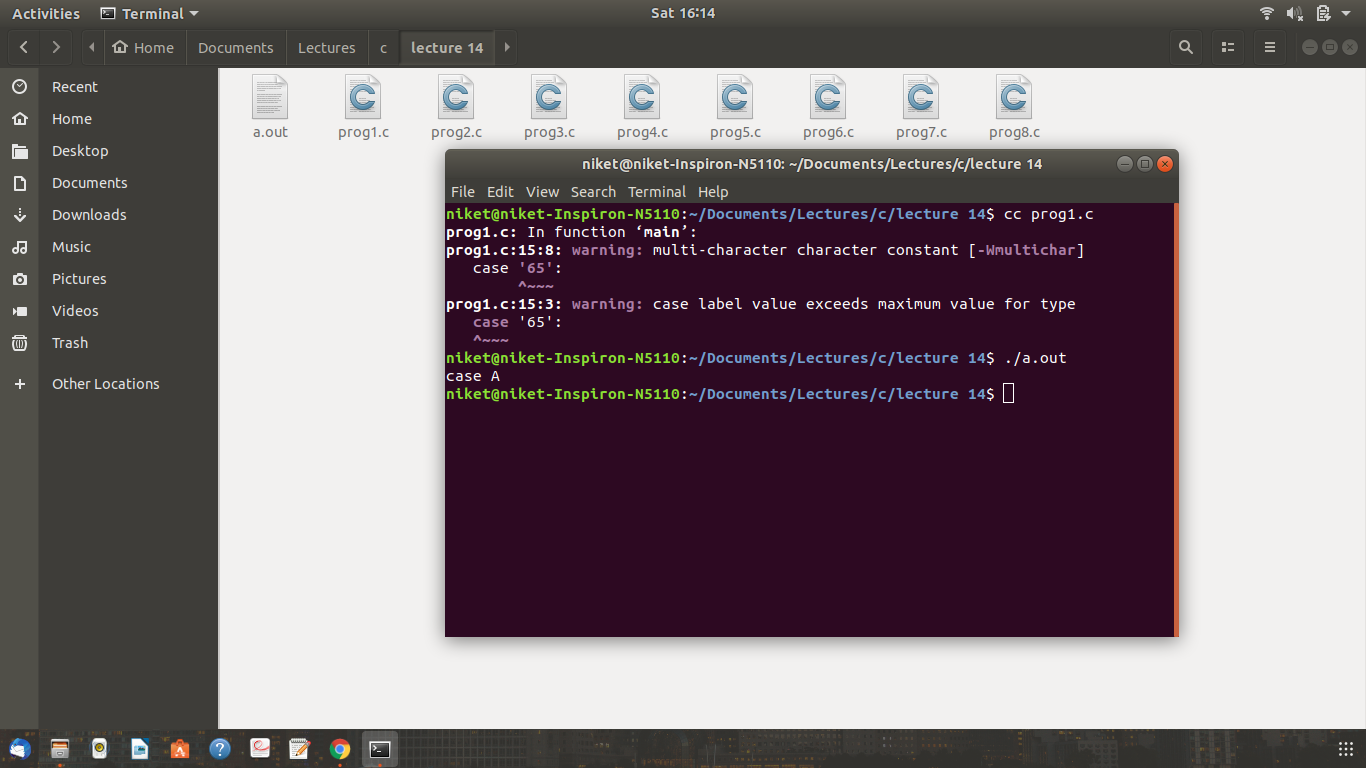 Activities Terminal Sat 16:14
Home Documents Lectures c lecture 14
Recent
Home
Desktop
Documents
Downloads
Music
Pictures
Videos
Trash
Other Locations
a.out prog1.c prog2.c prog3.c prog4.c prog5.c prog6.c prog7.c prog8.c
niket@niket-Inspiron-N5110: ~/Documents/Lectures/c/lecture 14
File Edit View Search Terminal Help
niket@niket-Inspiron-N5110:~/Documents/Lectures/c/lecture 14$ cc prog1.c
prog1.c: In function ‘main’:
prog1.c:15:8: warning: multi-character character constant [-Wmultichar]
   case '65':
        ^~~~
prog1.c:15:3: warning: case label value exceeds maximum value for type
   case '65':
   ^~~~
niket@niket-Inspiron-N5110:~/Documents/Lectures/c/lecture 14$ ./a.out
case A
niket@niket-Inspiron-N5110:~/Documents/Lectures/c/lecture 14$